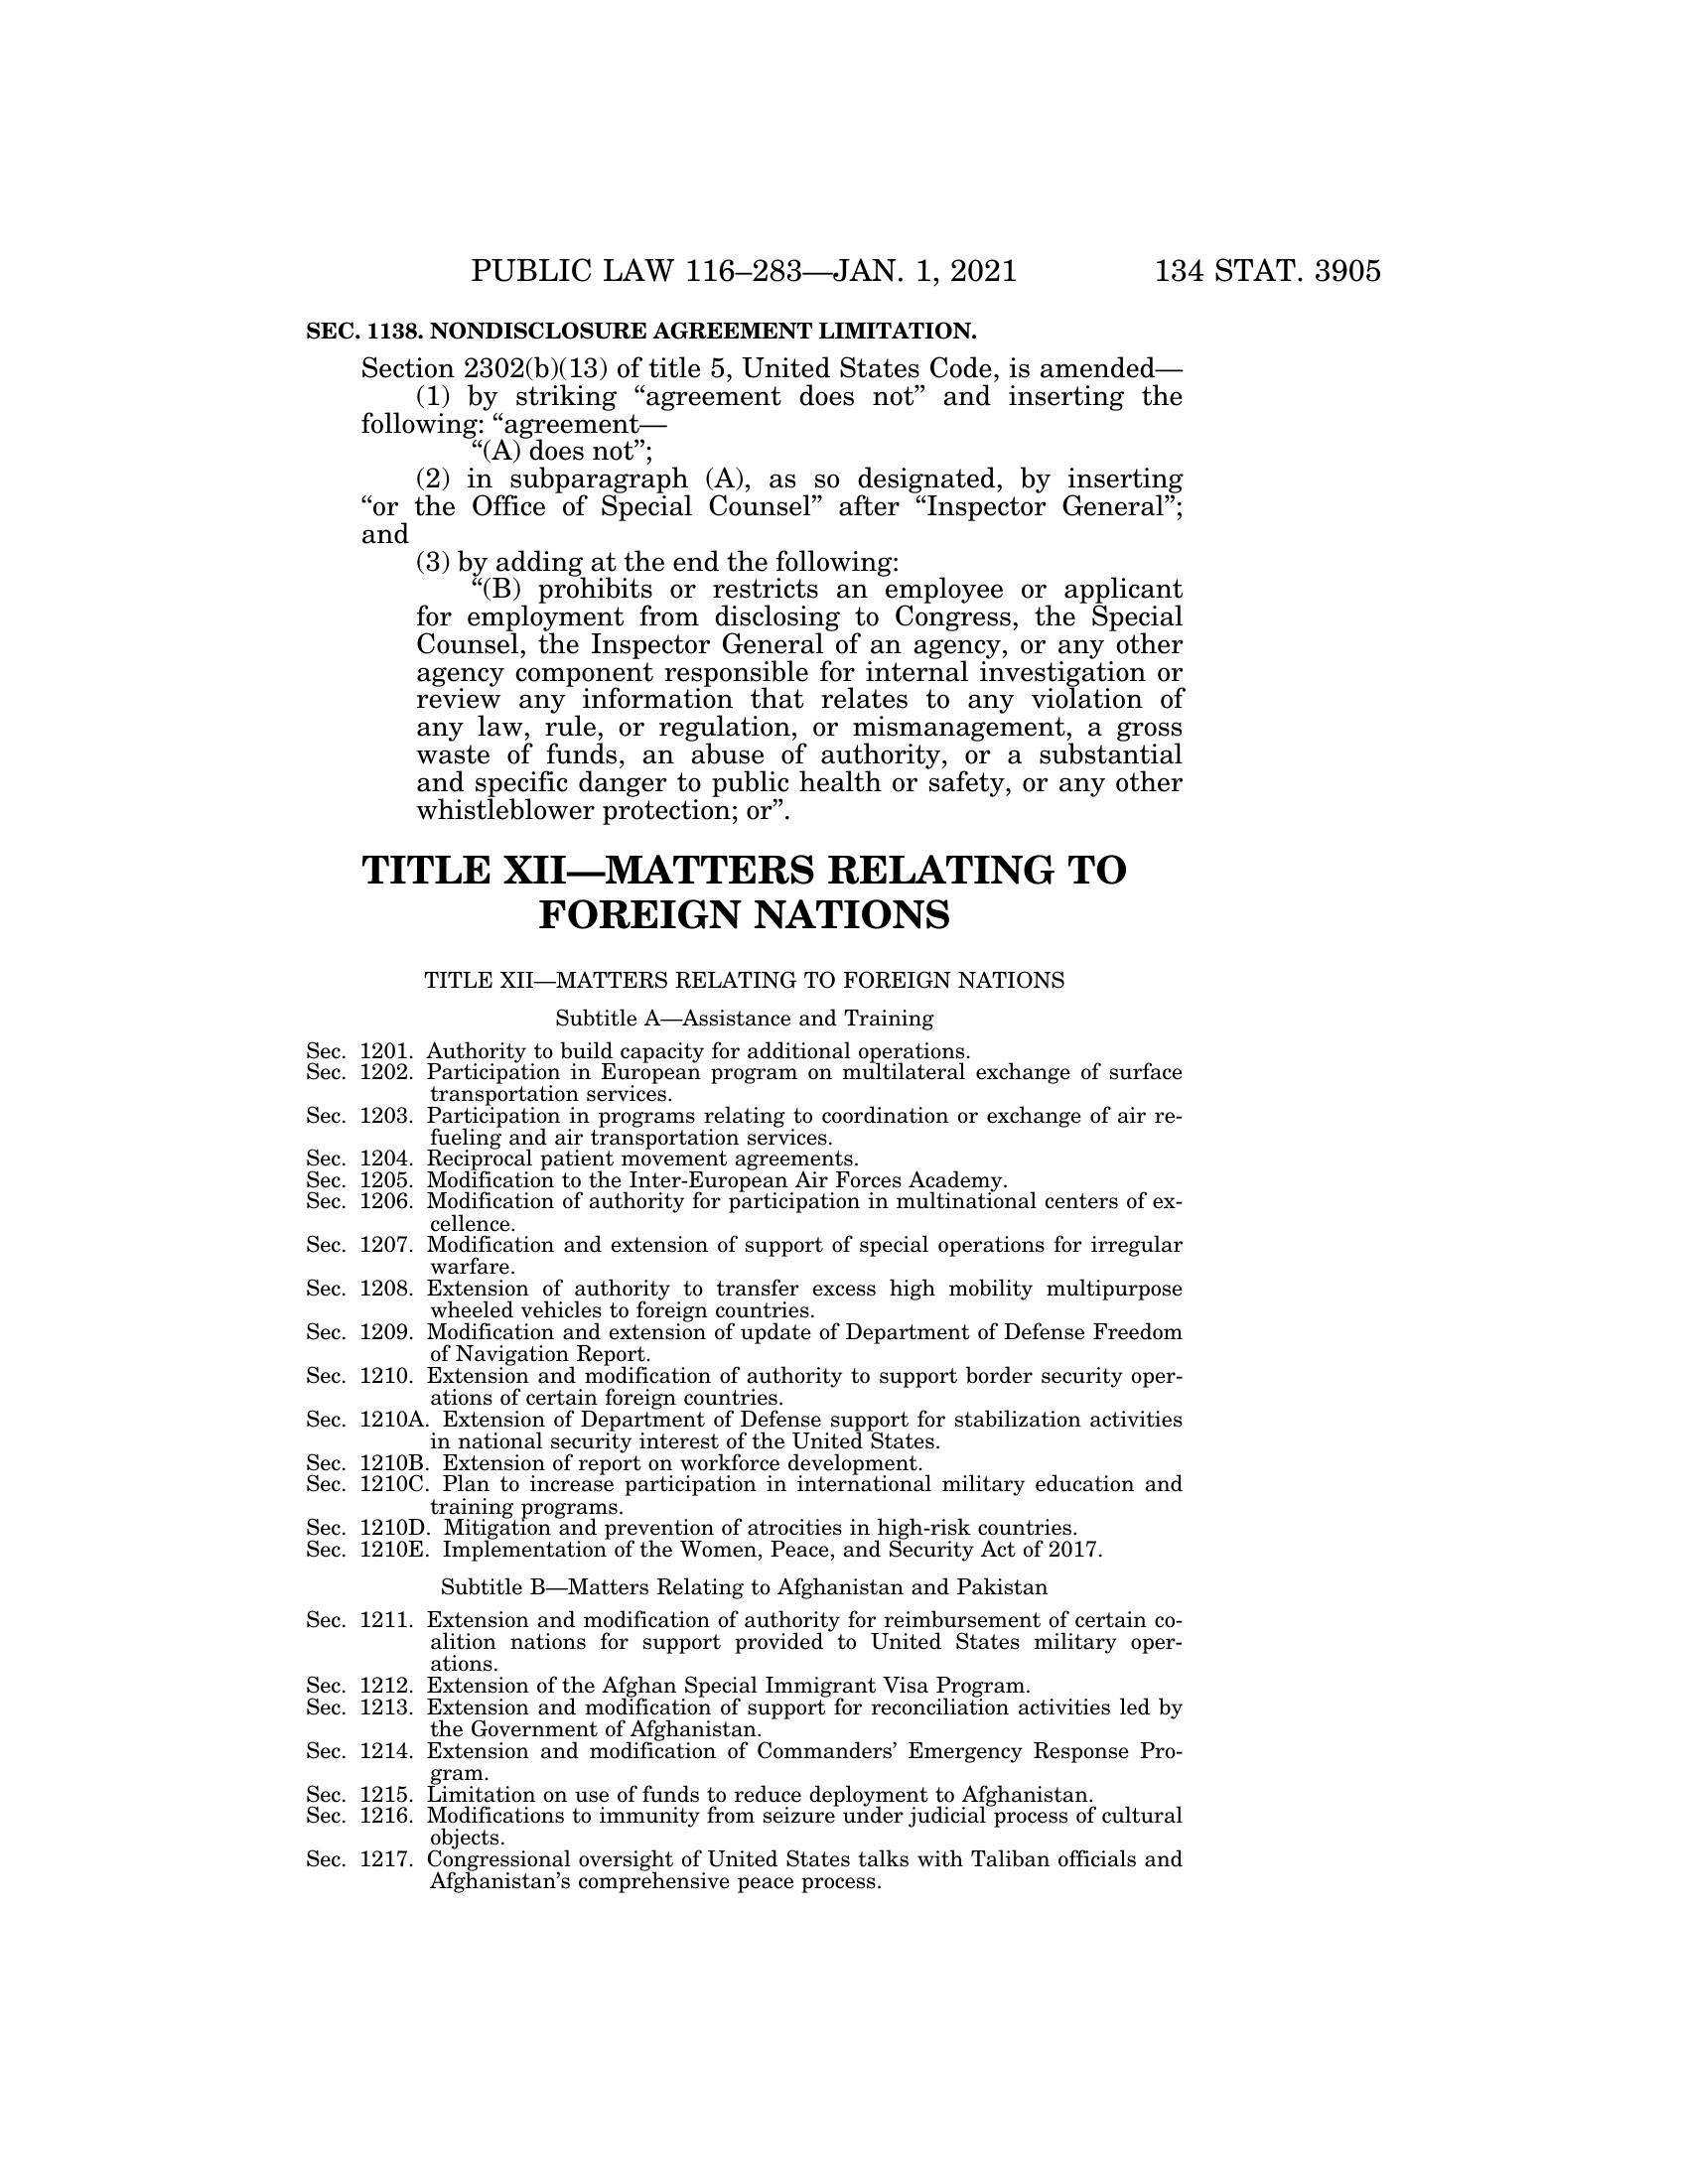 PUBLIC LAW 116–283—JAN. 1, 2021 134 STAT. 3905
SEC. 1138. NONDISCLOSURE AGREEMENT LIMITATION.
Section 2302(b)(13) of title 5, United States Code, is amended—
(1) by striking “agreement does not” and inserting the
following: “agreement—
“(A) does not”;
(2) in subparagraph (A), as so designated, by inserting
“or the Office of Special Counsel” after “Inspector General”;
and
(3) by adding at the end the following:
“(B) prohibits or restricts an employee or applicant
for employment from disclosing to Congress, the Special
Counsel, the Inspector General of an agency, or any other
agency component responsible for internal investigation or
review any information that relates to any violation of
any law, rule, or regulation, or mismanagement, a gross
waste of funds, an abuse of authority, or a substantial
and specific danger to public health or safety, or any other
whistleblower protection; or”.
TITLE XII—MATTERS RELATING TO
FOREIGN NATIONS
TITLE XII—MATTERS RELATING TO FOREIGN NATIONS
Subtitle A—Assistance and Training
Sec. 1201. Authority to build capacity for additional operations.
Sec. 1202. Participation in European program on multilateral exchange of surface
transportation services.
Sec. 1203. Participation in programs relating to coordination or exchange of air re-
fueling and air transportation services.
Sec. 1204. Reciprocal patient movement agreements.
Sec. 1205. Modification to the Inter-European Air Forces Academy.
Sec. 1206. Modification of authority for participation in multinational centers of ex-
cellence.
Sec. 1207. Modification and extension of support of special operations for irregular
warfare.
Sec. 1208. Extension of authority to transfer excess high mobility multipurpose
wheeled vehicles to foreign countries.
Sec. 1209. Modification and extension of update of Department of Defense Freedom
of Navigation Report.
Sec. 1210. Extension and modification of authority to support border security oper-
ations of certain foreign countries.
Sec. 1210A. Extension of Department of Defense support for stabilization activities
in national security interest of the United States.
Sec. 1210B. Extension of report on workforce development.
Sec. 1210C. Plan to increase participation in international military education and
training programs.
Sec. 1210D. Mitigation and prevention of atrocities in high-risk countries.
Sec. 1210E. Implementation of the Women, Peace, and Security Act of 2017.
Subtitle B—Matters Relating to Afghanistan and Pakistan
Sec. 1211. Extension and modification of authority for reimbursement of certain co-
alition nations for support provided to United States military oper-
ations.
Sec. 1212. Extension of the Afghan Special Immigrant Visa Program.
Sec. 1213. Extension and modification of support for reconciliation activities led by
the Government of Afghanistan.
Sec. 1214. Extension and modification of Commanders’ Emergency Response Pro-
gram.
Sec. 1215. Limitation on use of funds to reduce deployment to Afghanistan.
Sec. 1216. Modifications to immunity from seizure under judicial process of cultural
objects.
Sec. 1217. Congressional oversight of United States talks with Taliban officials and
Afghanistan’s comprehensive peace process.